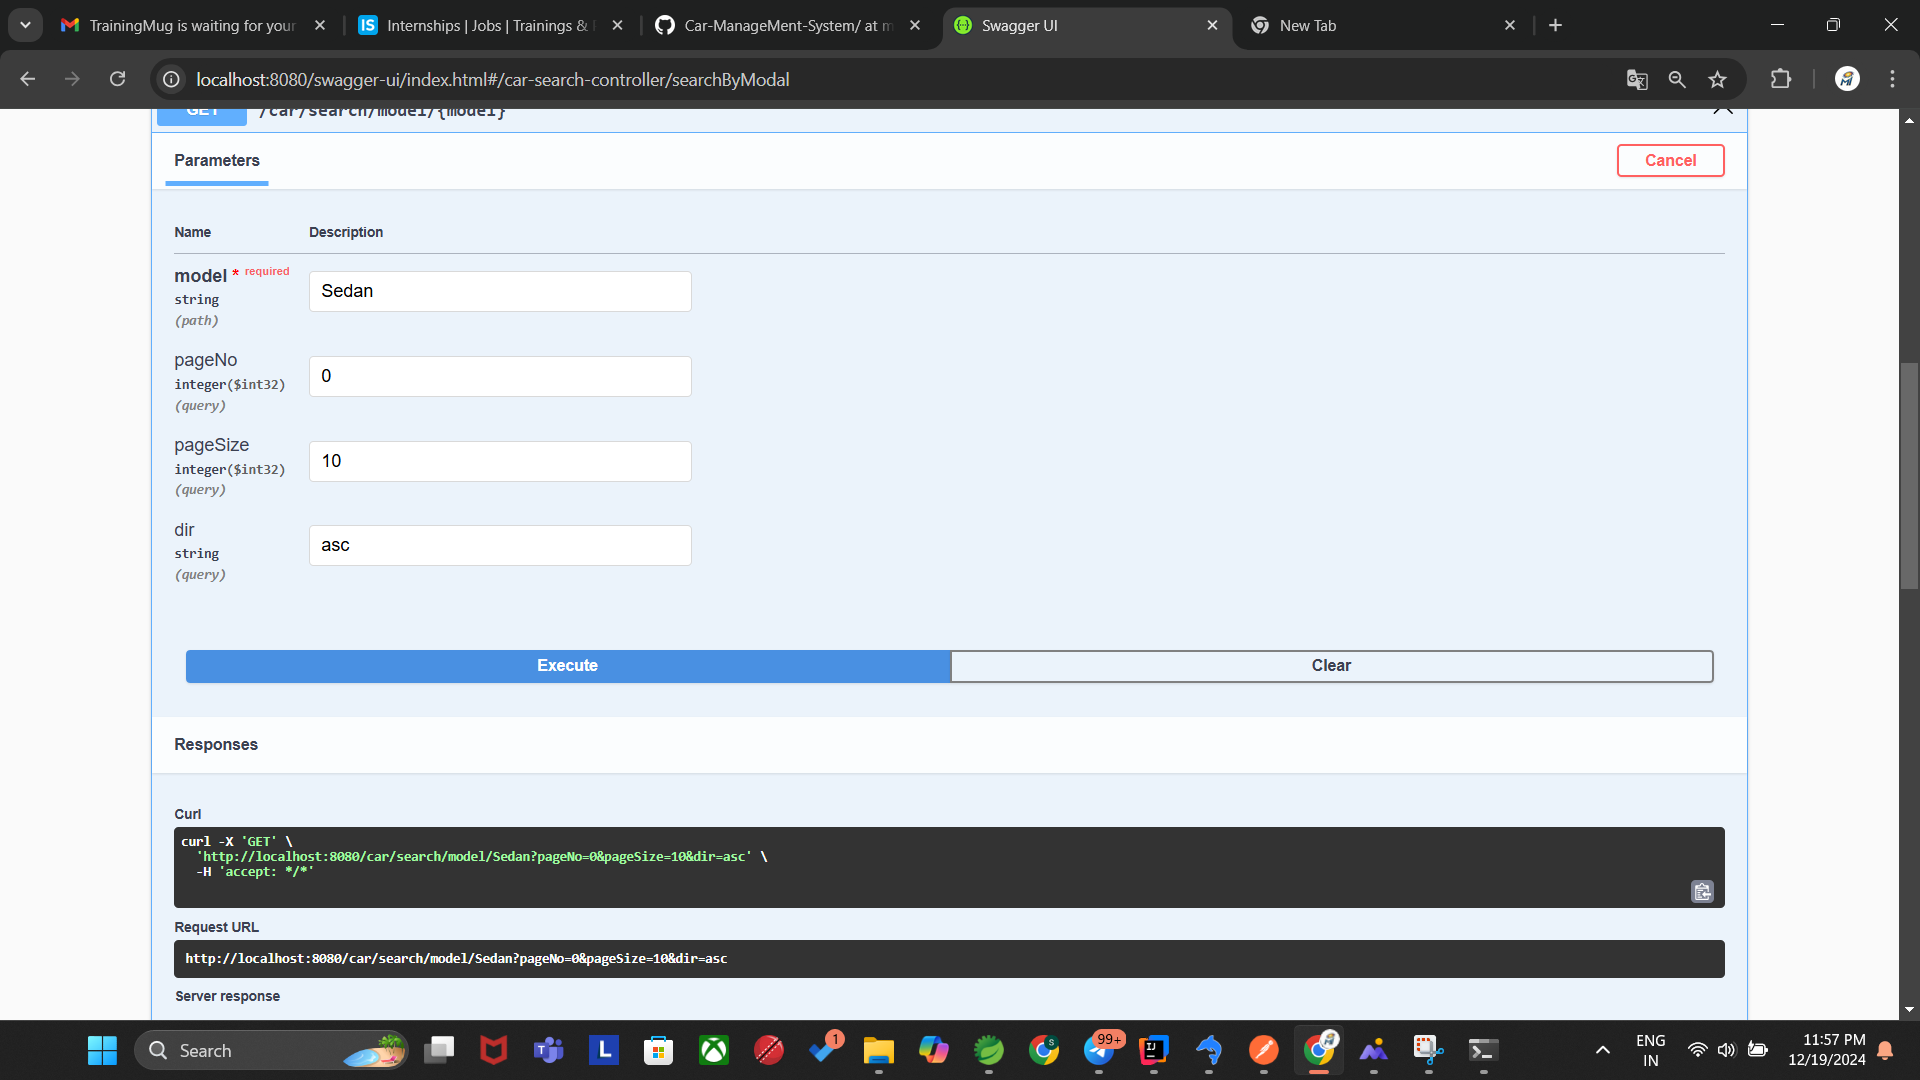 TrainingMug is waiting for your
Internships | Jobs | Trainings &
Car-ManageMent-System/ at m
Swagger UI
New Tab
localhost:8080/swagger-ui/index.html#/car-search-controller/searchByModal
GET
/car/search/model/{model}
Parameters
Cancel
Name
Description
model * required
string
(path)
Sedan
pageNo
integer($int32)
(query)
0
pageSize
integer($int32)
(query)
10
dir
string
(query)
asc
Execute
Clear
Responses
Curl
curl -X 'GET' \
'http://localhost:8080/car/search/model/Sedan?pageNo=0&pageSize=10&dir=asc' \
-H 'accept: */*'
Request URL
http://localhost:8080/car/search/model/Sedan?pageNo=0&pageSize=10&dir=asc
Server response
Search
1
99+
ENG
IN
11:57 PM
12/19/2024